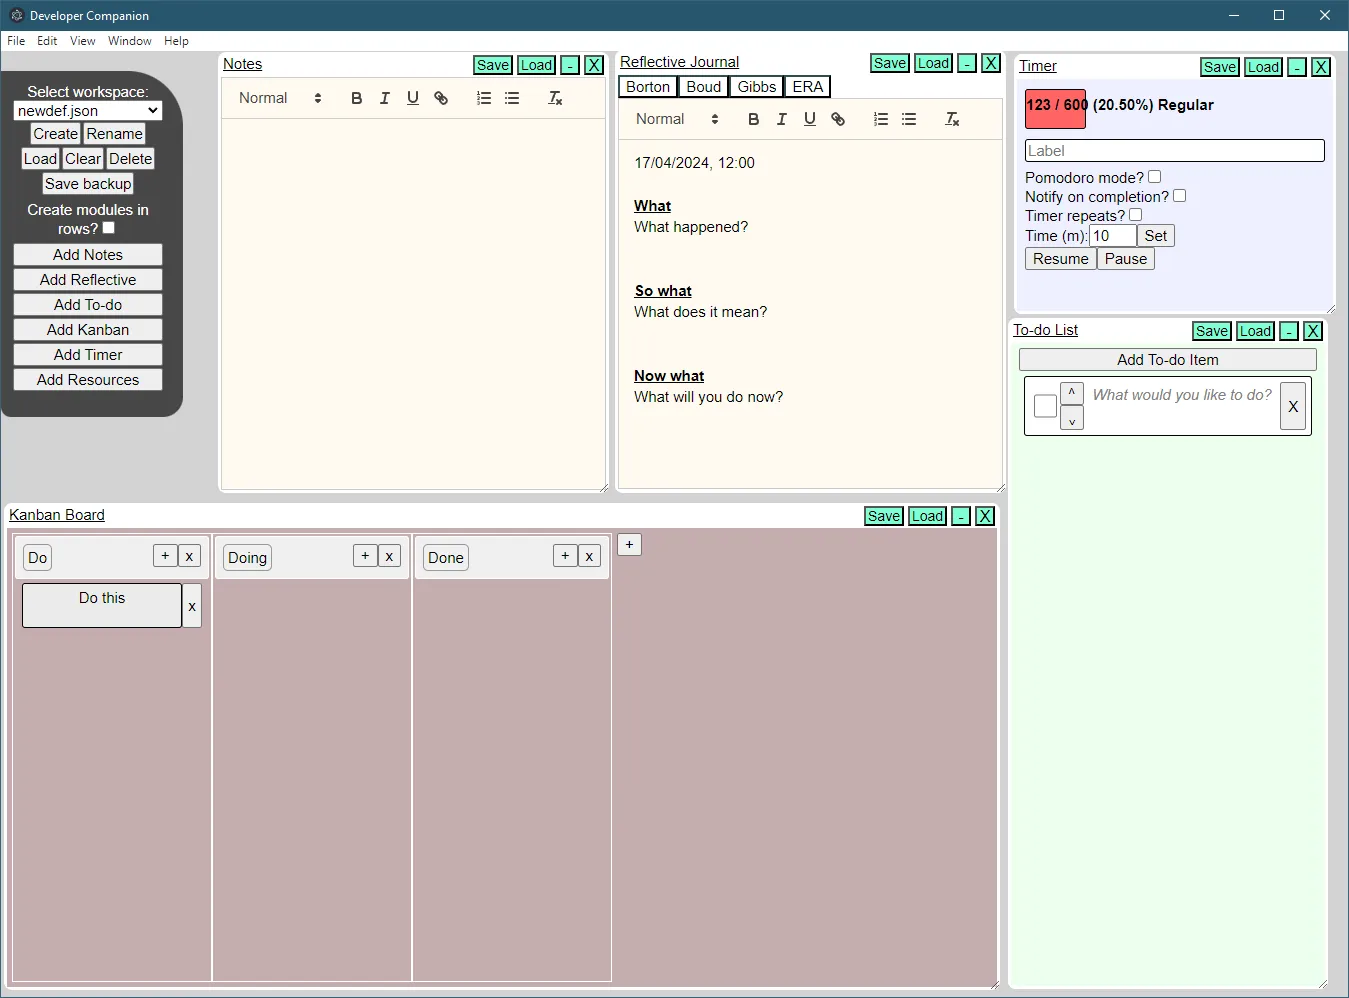 Developer Companion
File Edit View Window Help
Select workspace:
newdef.json
Create Rename
Load Clear Delete
Save backup
Create modules in
rows?
Add Notes
Add Reflective
Add To-do
Add Kanban
Add Timer
Add Resources
Notes Save Load - X
Normal B I U
Reflective Journal Save Load - X
Borton Boud Gibbs ERA
Normal B I U
17/04/2024, 12:00
What
What happened?
So what
What does it mean?
Now what
What will you do now?
Timer Save Load - X
123 / 600 (20.50%) Regular
Label
Pomodoro mode?
Notify on completion?
Timer repeats?
Time (m): 10 Set
Resume Pause
To-do List Save Load - X
Add To-do Item
^ What would you like to do? X
v
Kanban Board Save Load - X
Do + x Doing + x Done + x +
Do this x